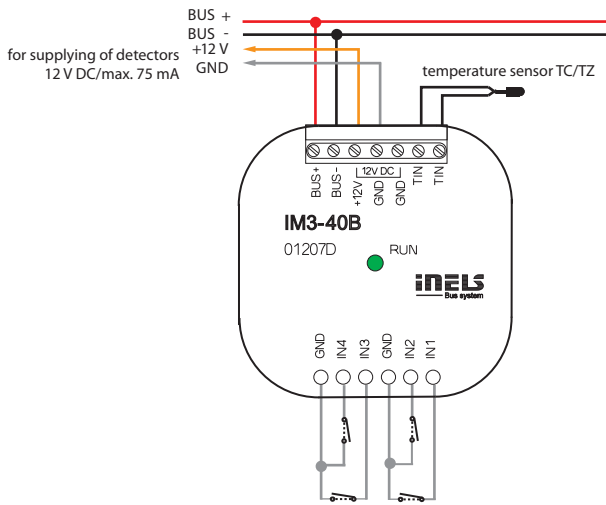 BUS +
BUS -
+12 V
for supplying of detectors
12 V DC/max. 75 mA
GND
temperature sensor TC/TZ
BUS+
BUS-
+12V
12V DC
GND
GND
TIN
TIN
IM3-40B
01207D
RUN
iNELS
Bus system
GND
IN4
IN3
GND
IN2
IN1